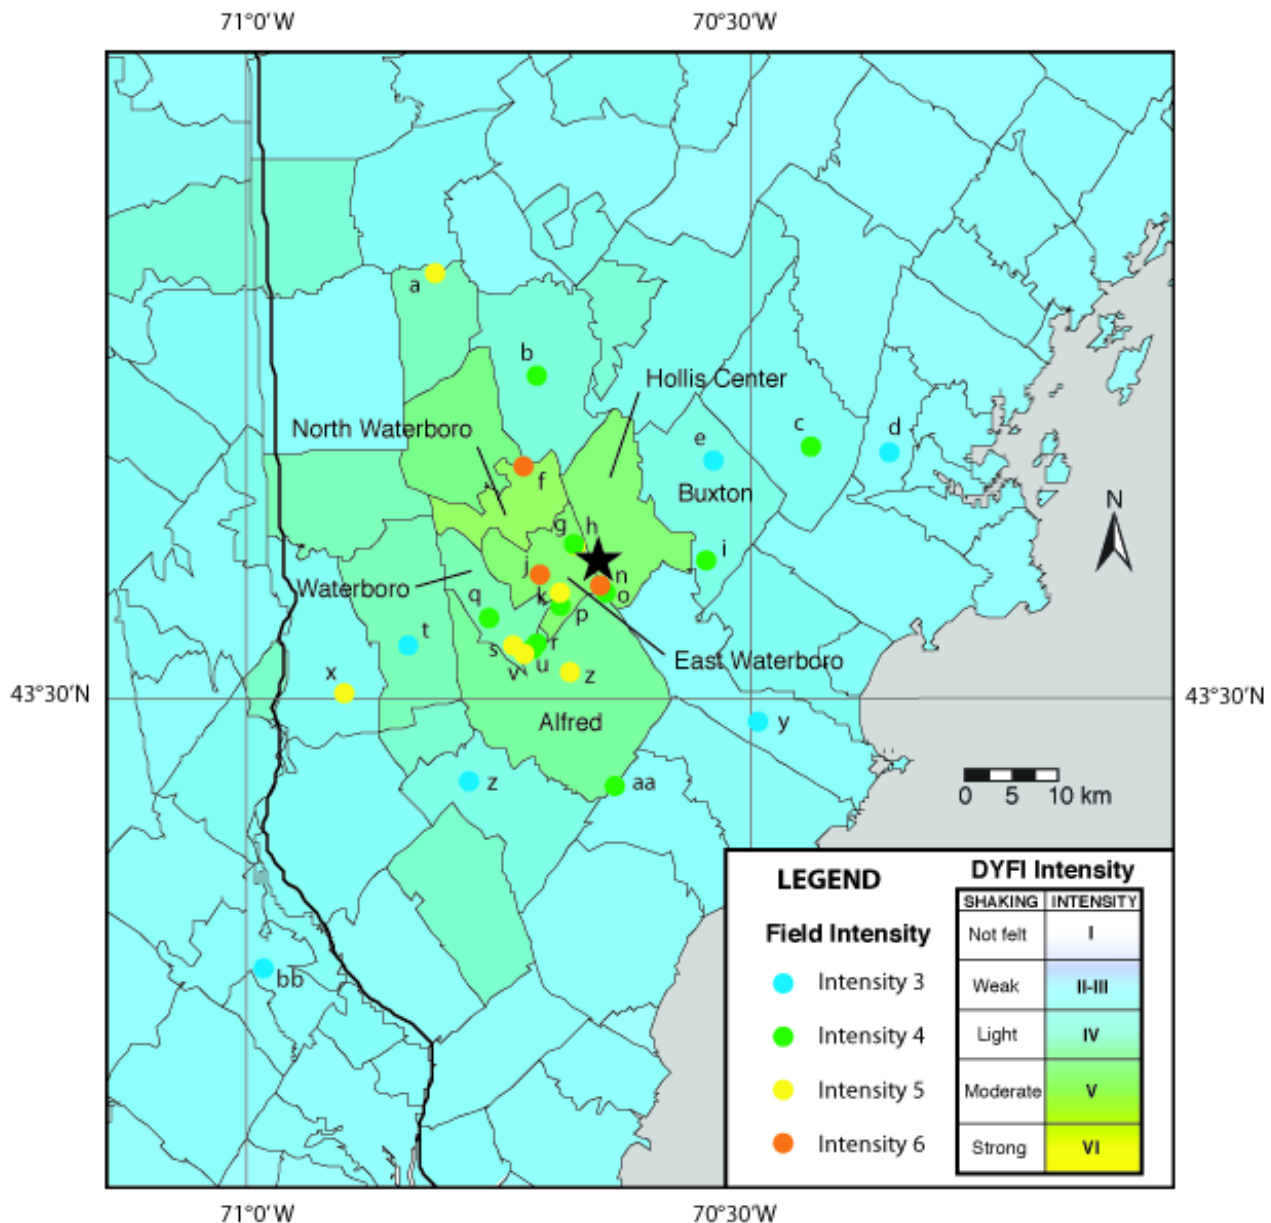 71°0’W
70°30’W
a
b
Hollis Center
North Waterboro
c
d
e
f
Buxton
N
g
h
i
j
n
Waterboro
k
o
q
p
t
s
r
u
v
East Waterboro
x
z
43°30’N
43°30’N
Alfred
y
z
aa
0 5 10 km
bb
LEGEND
Field Intensity
Intensity 3
Intensity 4
Intensity 5
Intensity 6
DYFI Intensity
SHAKING INTENSITY
Not felt I
Weak II-III
Light IV
Moderate V
Strong VI
71°0’W
70°30’W